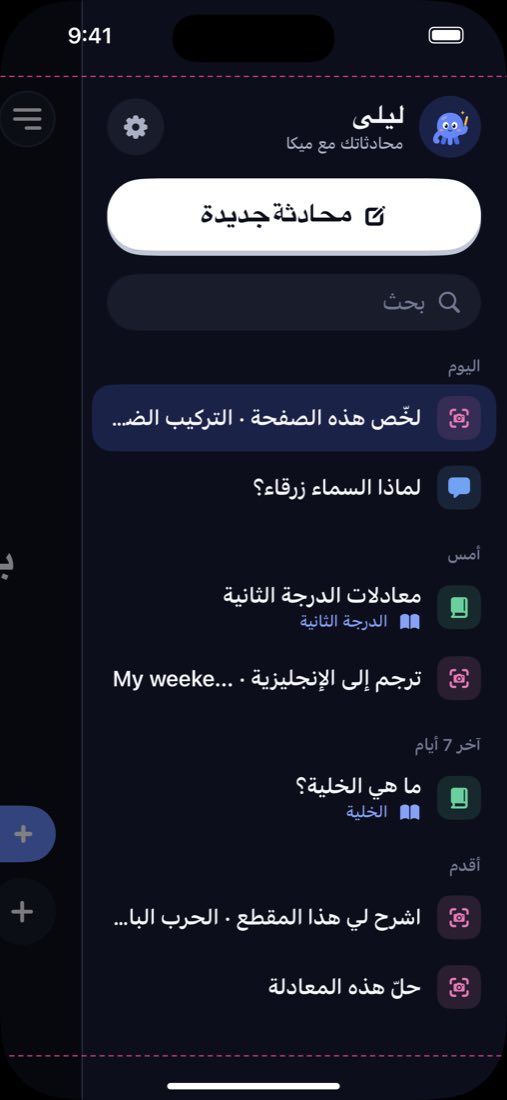 9:41
ليلى
محادثاتك مع ميكا
محادثة جديدة
بحث
اليوم
لخّص هذه الصفحة · التركيب الضـ...
لماذا السماء زرقاء؟
أمس
معادلات الدرجة الثانية
الدرجة الثانية
ترجم إلى الإنجليزية · My weeke...
آخر 7 أيام
ما هي الخلية؟
الخلية
أقدم
اشرح لي هذا المقطع · الحرب البا...
حلّ هذه المعادلة